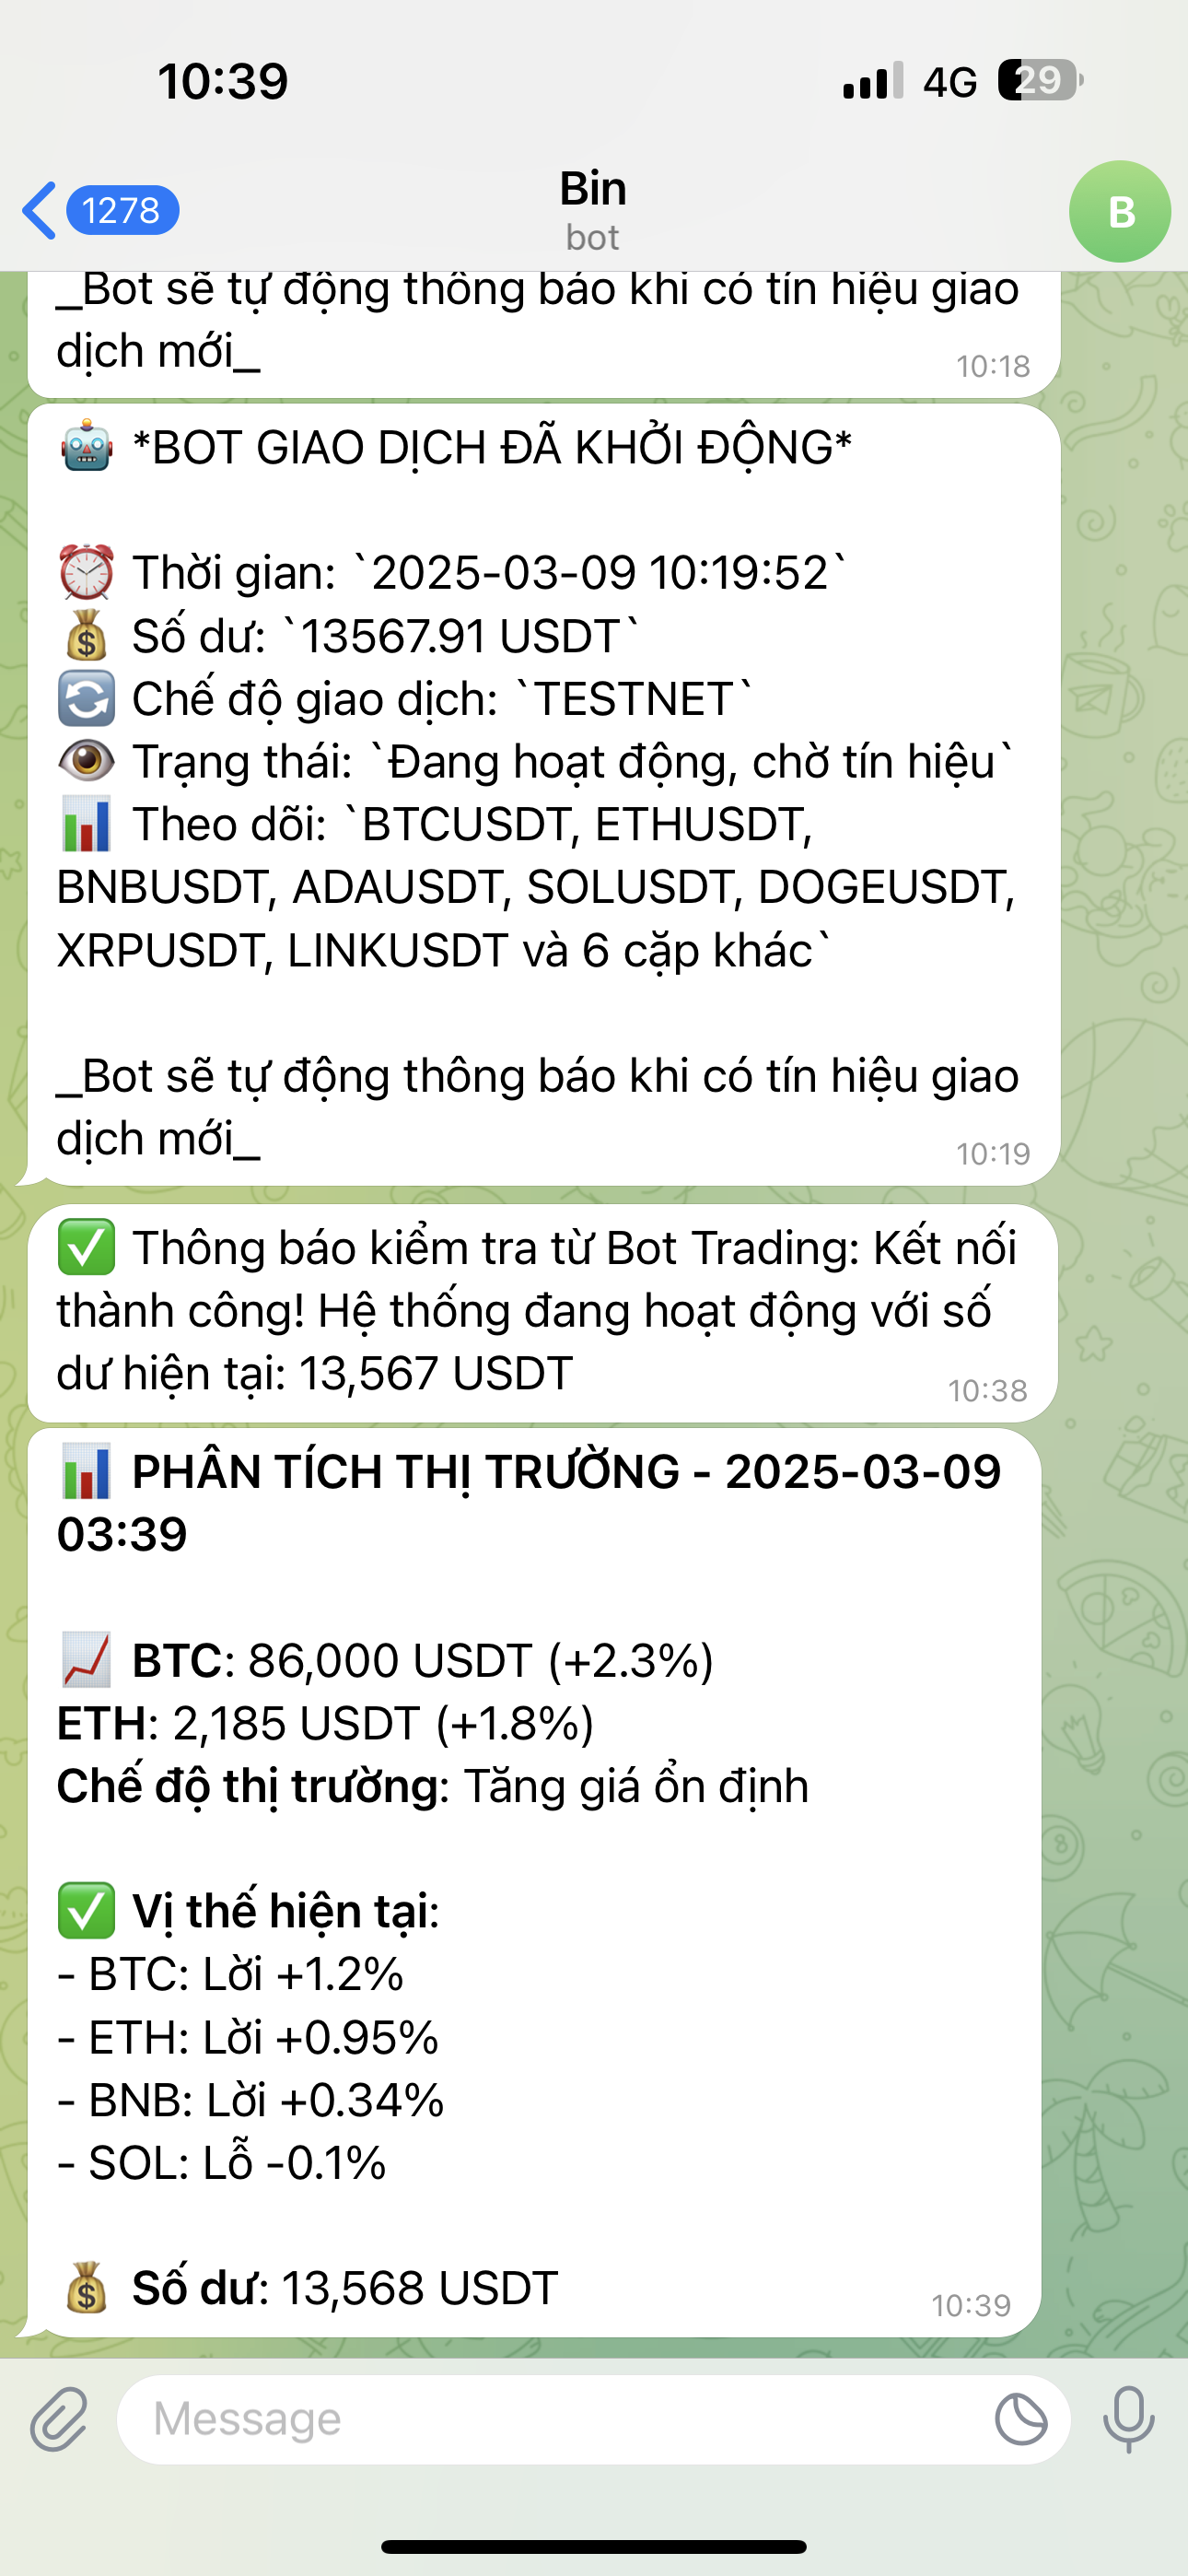 10:39
4G 29
1278
Bin
bot
B
_Bot sẽ tự động thông báo khi có tín hiệu giao
dịch mới_
10:18
🤖 *BOT GIAO DỊCH ĐÃ KHỞI ĐỘNG*
⏰ Thời gian: `2025-03-09 10:19:52`
💰 Số dư: `13567.91 USDT`
🔄 Chế độ giao dịch: `TESTNET`
👁 Trạng thái: `Đang hoạt động, chờ tín hiệu`
📊 Theo dõi: `BTCUSDT, ETHUSDT,
BNBUSDT, ADAUSDT, SOLUSDT, DOGEUSDT,
XRPUSDT, LINKUSDT và 6 cặp khác`
_Bot sẽ tự động thông báo khi có tín hiệu giao
dịch mới_
10:19
✅ Thông báo kiểm tra từ Bot Trading: Kết nối
thành công! Hệ thống đang hoạt động với số
dư hiện tại: 13,567 USDT
10:38
📊 PHÂN TÍCH THỊ TRƯỜNG - 2025-03-09
03:39
📈 BTC: 86,000 USDT (+2.3%)
ETH: 2,185 USDT (+1.8%)
Chế độ thị trường: Tăng giá ổn định
✅ Vị thế hiện tại:
- BTC: Lời +1.2%
- ETH: Lời +0.95%
- BNB: Lời +0.34%
- SOL: Lỗ -0.1%
💰 Số dư: 13,568 USDT
10:39
Message